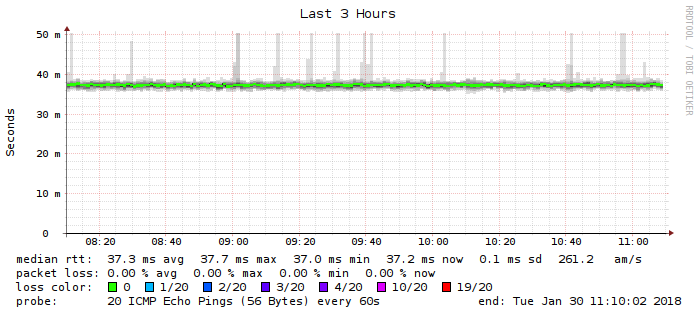 Last 3 Hours
RRDTOOL / TOBI OETIKER
Seconds
50 m
40 m
30 m
20 m
10 m
0
08:20 08:40 09:00 09:20 09:40 10:00 10:20 10:40 11:00
median rtt: 37.3 ms avg 37.7 ms max 37.0 ms min 37.2 ms now 0.1 ms sd 261.2 am/s
packet loss: 0.00 % avg 0.00 % max 0.00 % min 0.00 % now
loss color: 0 1/20 2/20 3/20 4/20 10/20 19/20
probe: 20 ICMP Echo Pings (56 Bytes) every 60s end: Tue Jan 30 11:10:02 2018